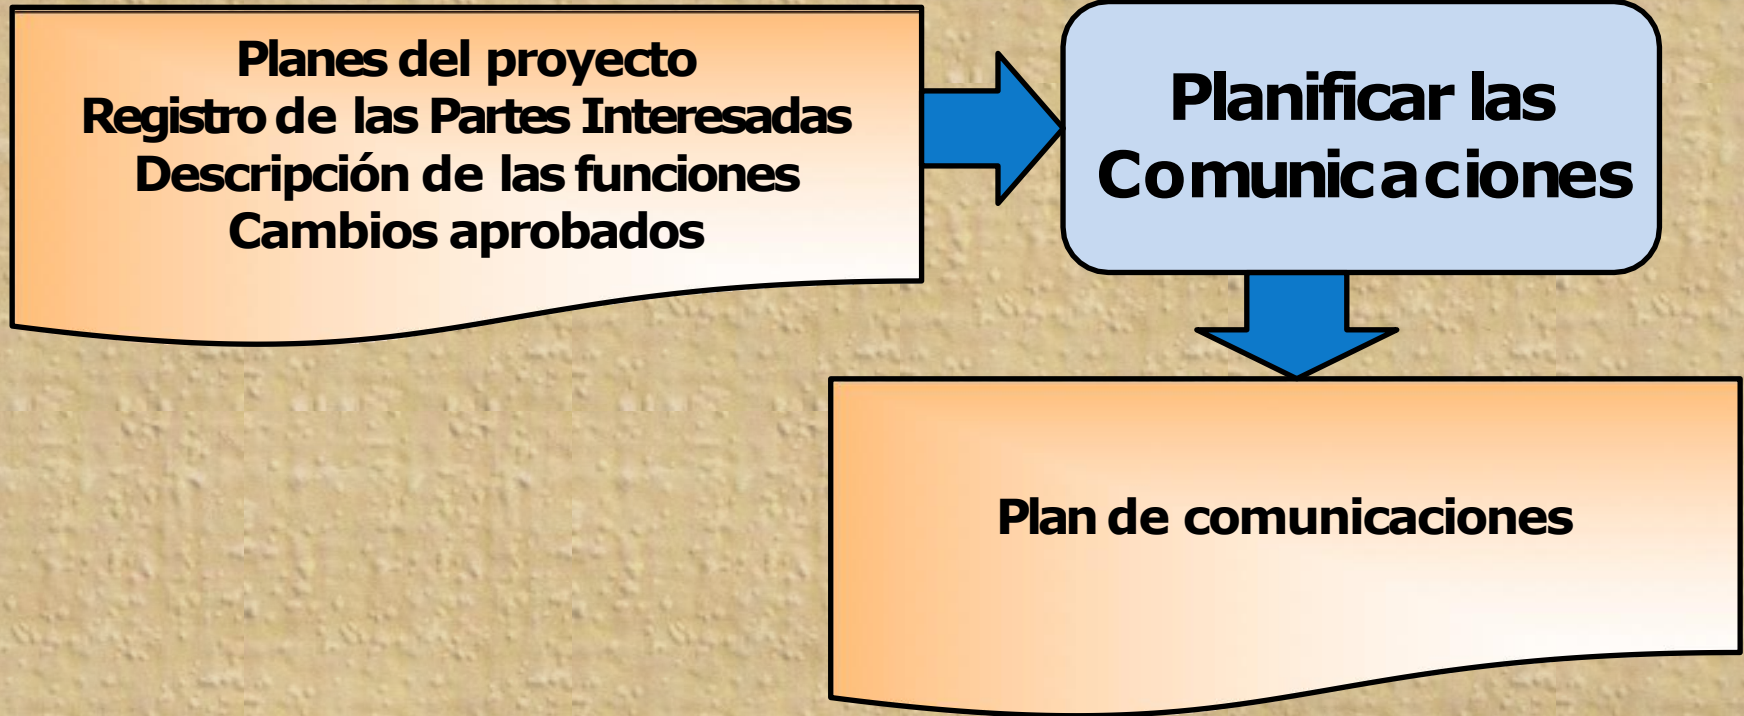 Planes del proyecto
Registro de las Partes Interesadas
Descripción de las funciones
Cambios aprobados
Planificar las
Comunicaciones
Plan de comunicaciones